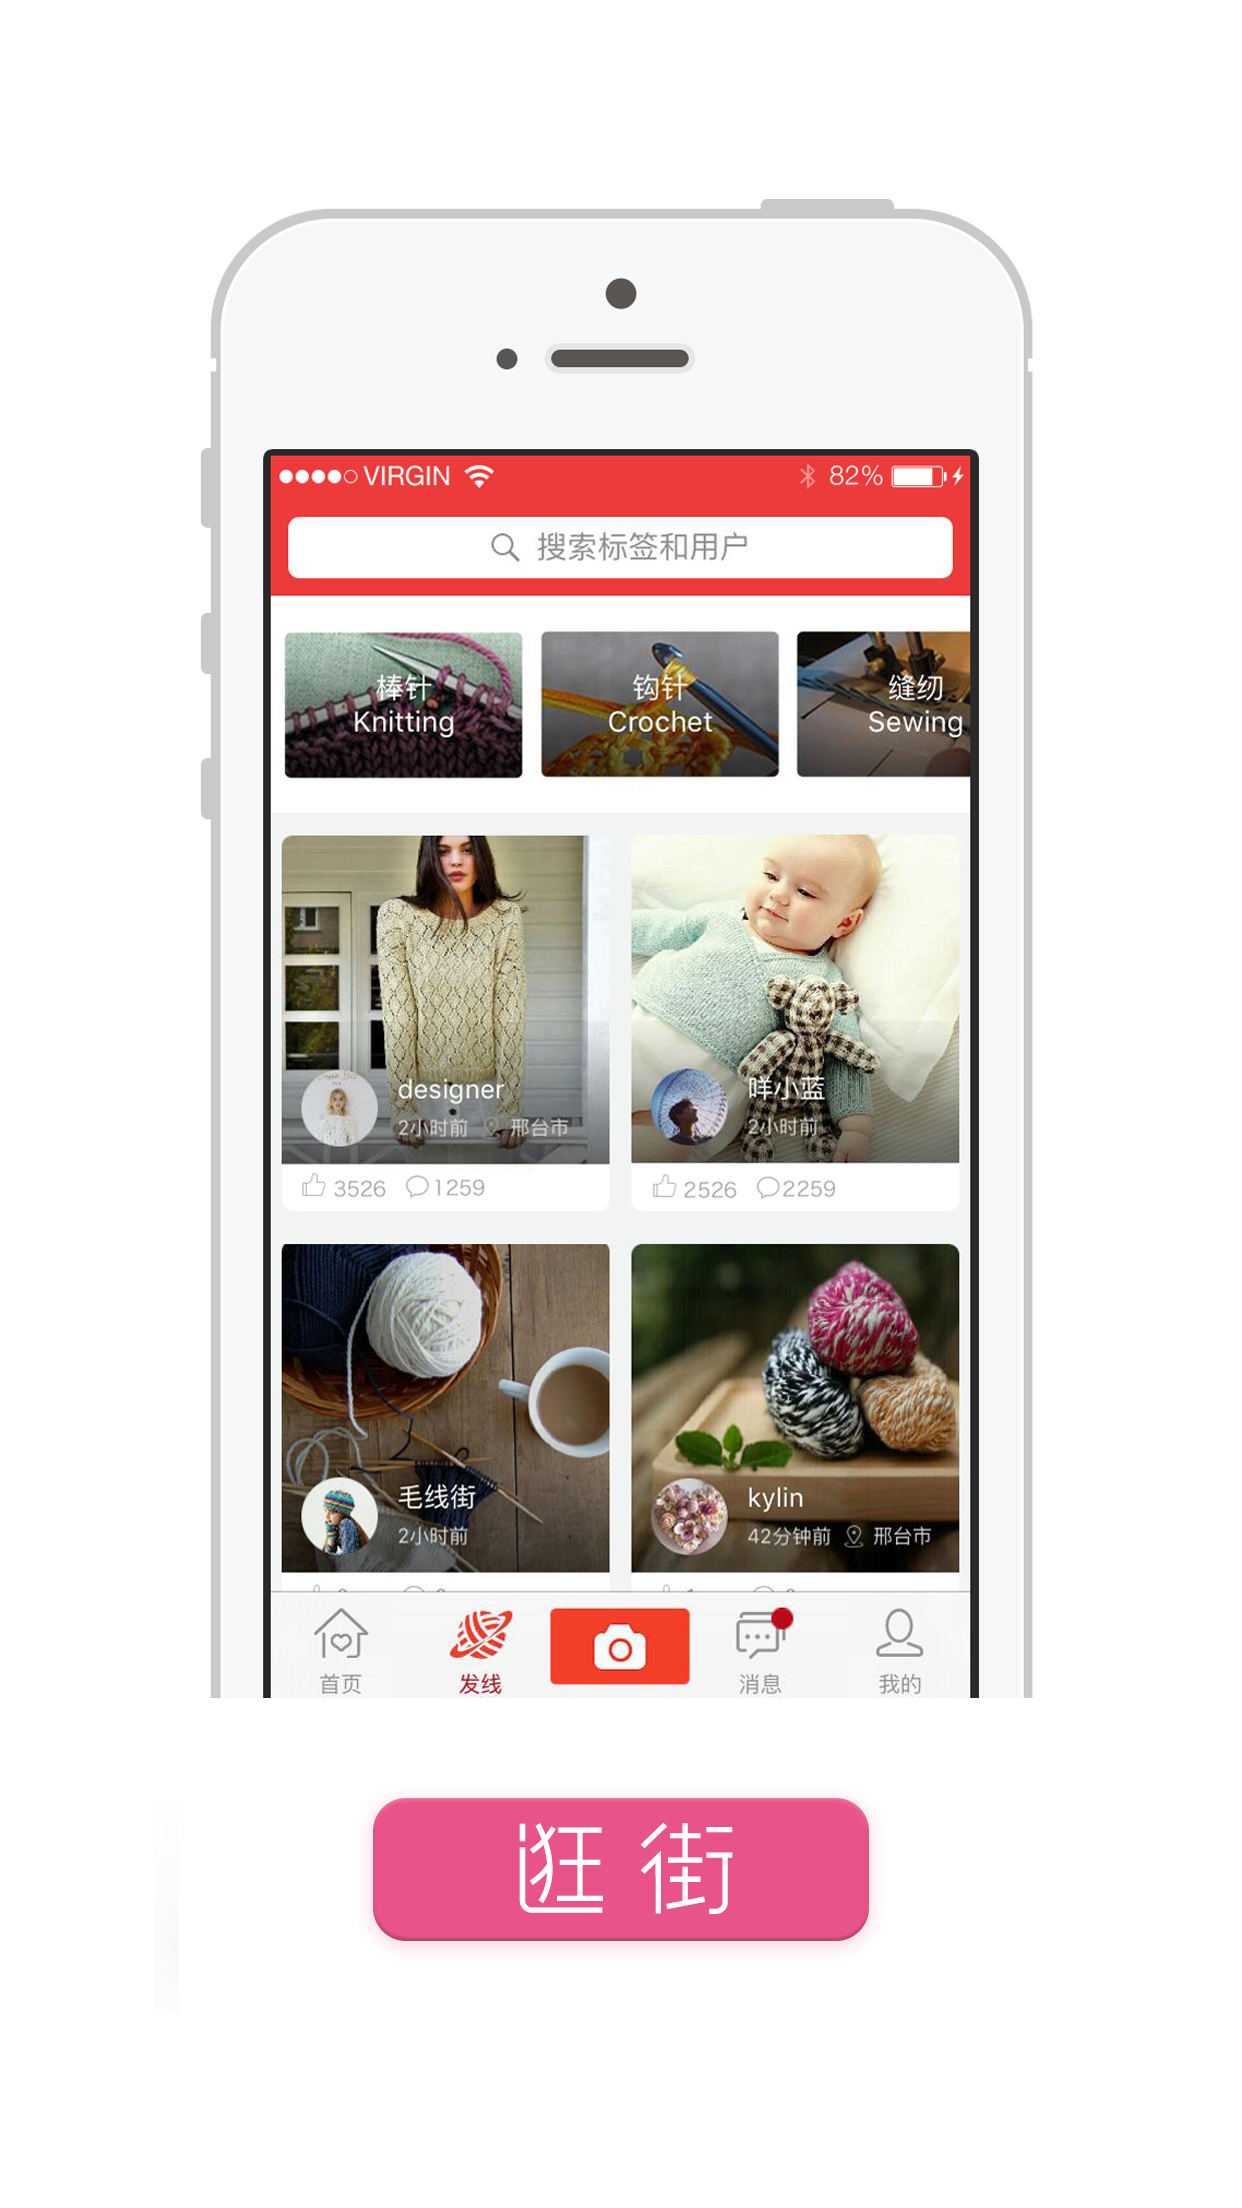 VIRGIN 82%
搜索标签和用户
棒针
Knitting
钩针
Crochet
缝纫
Sewing
designer
2小时前 邢台市
3526 1259
咩小蓝
2小时前
2526 2259
毛线街
2小时前
kylin
42分钟前 邢台市
首页
发线
消息
我的
逛街